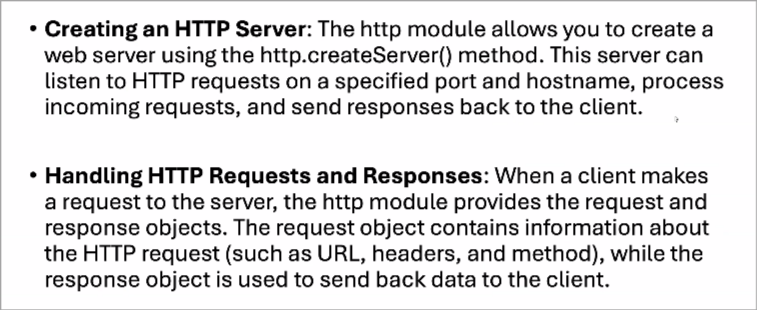 • Creating an HTTP Server: The http module allows you to create a
web server using the http.createServer() method. This server can
listen to HTTP requests on a specified port and hostname, process
incoming requests, and send responses back to the client.
• Handling HTTP Requests and Responses: When a client makes
a request to the server, the http module provides the request and
response objects. The request object contains information about
the HTTP request (such as URL, headers, and method), while the
response object is used to send back data to the client.